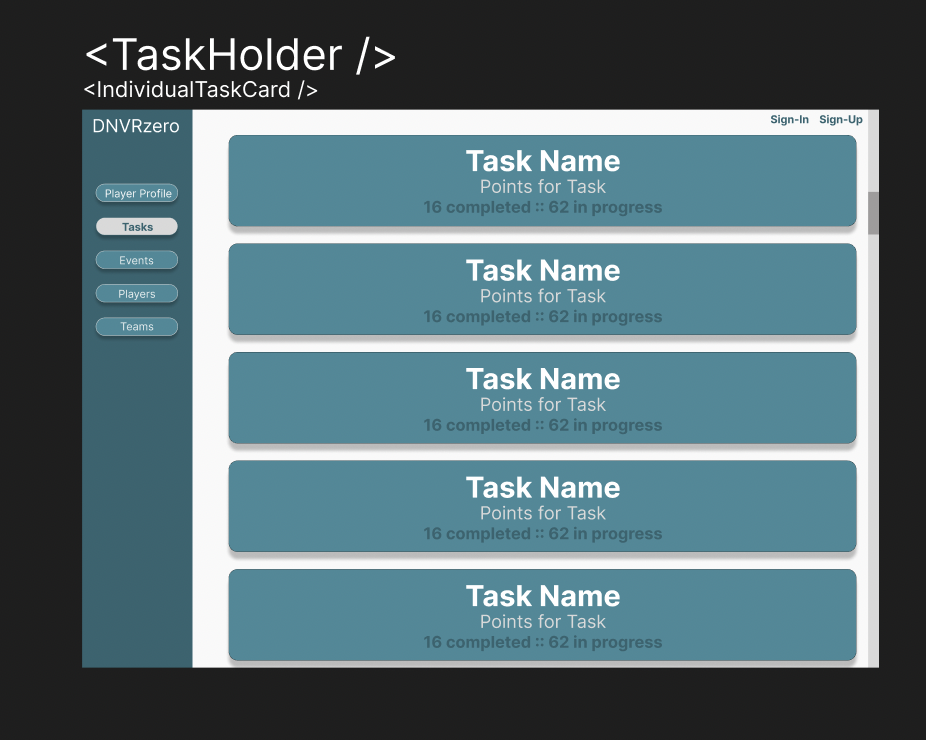 <TaskHolder />
<IndividualTaskCard />
DNVRzero
Sign-In Sign-Up
Player Profile
Tasks
Events
Players
Teams
Task Name
Points for Task
16 completed :: 62 in progress
Task Name
Points for Task
16 completed :: 62 in progress
Task Name
Points for Task
16 completed :: 62 in progress
Task Name
Points for Task
16 completed :: 62 in progress
Task Name
Points for Task
16 completed :: 62 in progress